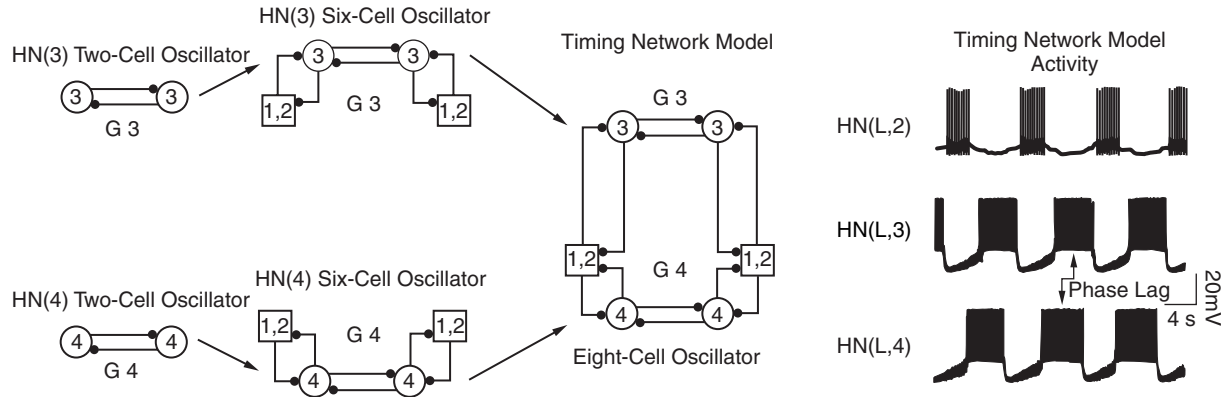 HN(3) Six-Cell Oscillator
HN(3) Two-Cell Oscillator
3 3
G 3
3 3
1,2 1,2
G 3
Timing Network Model
G 3
3 3
1,2 1,2
G 4
4 4
Eight-Cell Oscillator
HN(4) Six-Cell Oscillator
HN(4) Two-Cell Oscillator
4 4
G 4
1,2 1,2
G 4
4 4
Timing Network Model
Activity
HN(L,2)
HN(L,3)
Phase Lag
20mV
4 s
HN(L,4)